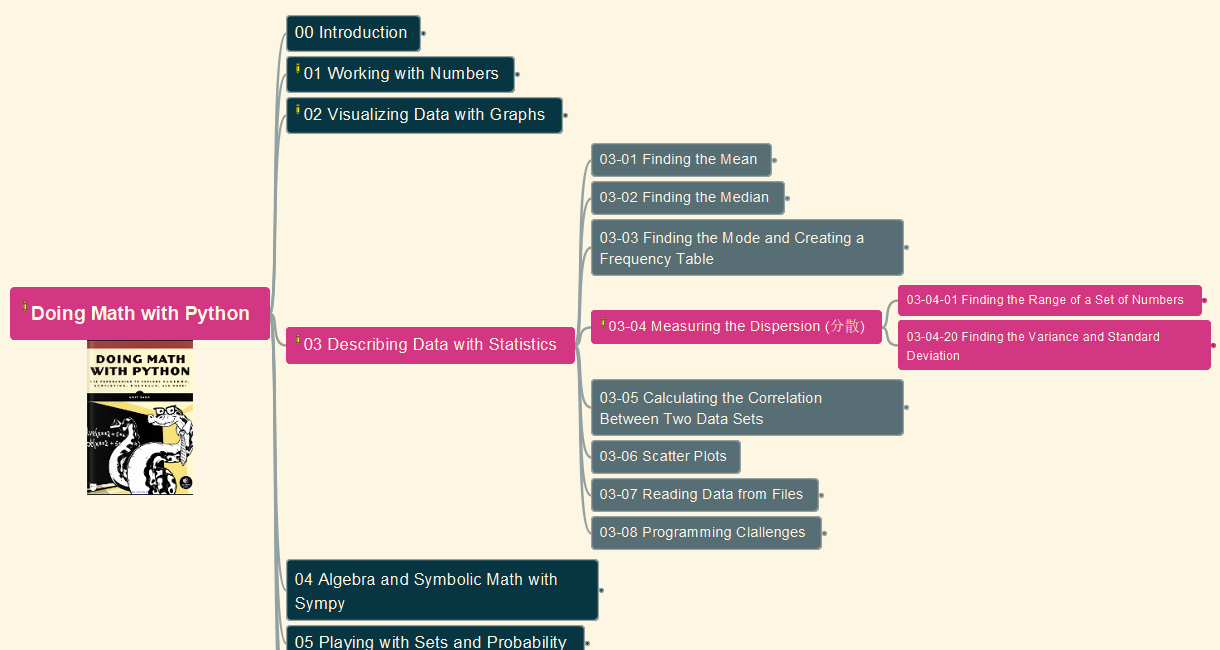 00 Introduction
01 Working with Numbers
02 Visualizing Data with Graphs
03-01 Finding the Mean
03-02 Finding the Median
03-03 Finding the Mode and Creating a
Frequency Table
Doing Math with Python
03 Describing Data with Statistics
03-04 Measuring the Dispersion (分散)
03-04-01 Finding the Range of a Set of Numbers
03-04-20 Finding the Variance and Standard
Deviation
DOING MATH
WITH PYTHON
03-05 Calculating the Correlation
Between Two Data Sets
03-06 Scatter Plots
03-07 Reading Data from Files
03-08 Programming Clallenges
04 Algebra and Symbolic Math with
Sympy
05 Playing with Sets and Probability